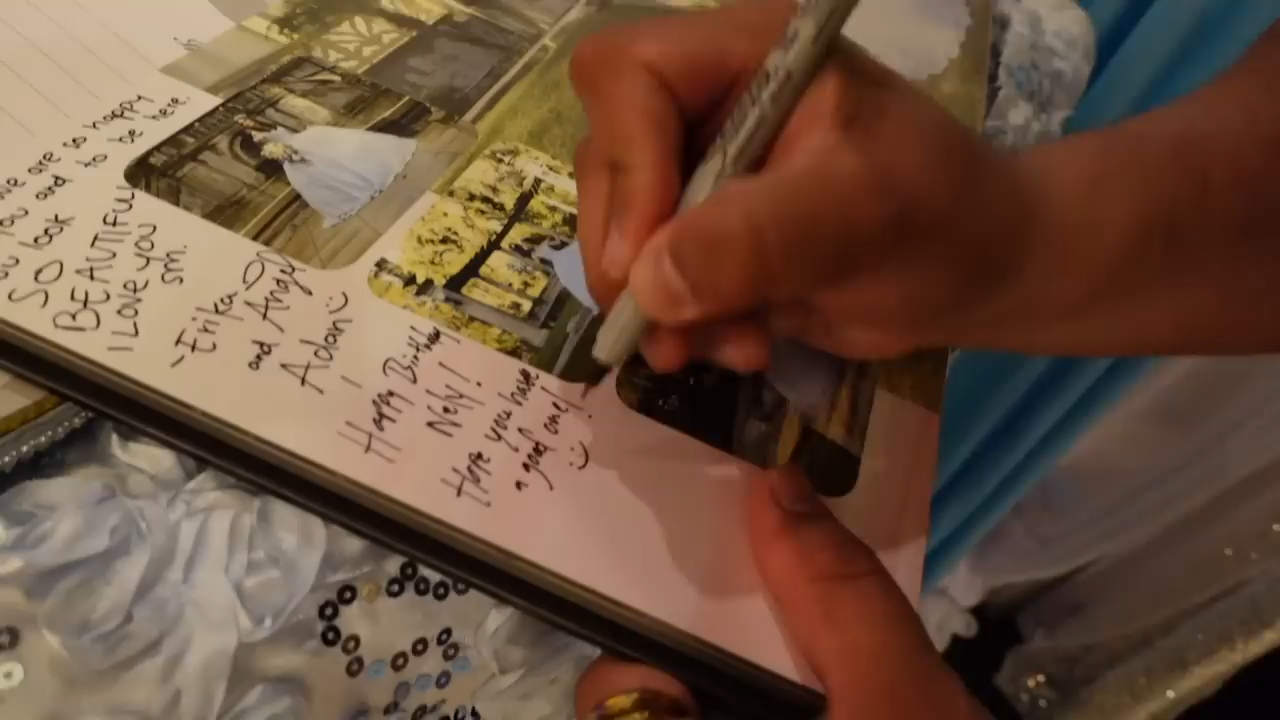 we are so happy
you and to be here.
look
SO
BEAUTIFUL
I LOVE YOU
sm.
~Erika
and Angel
Adan
Happy Birthday
Nely!
Hope you have
a good one!